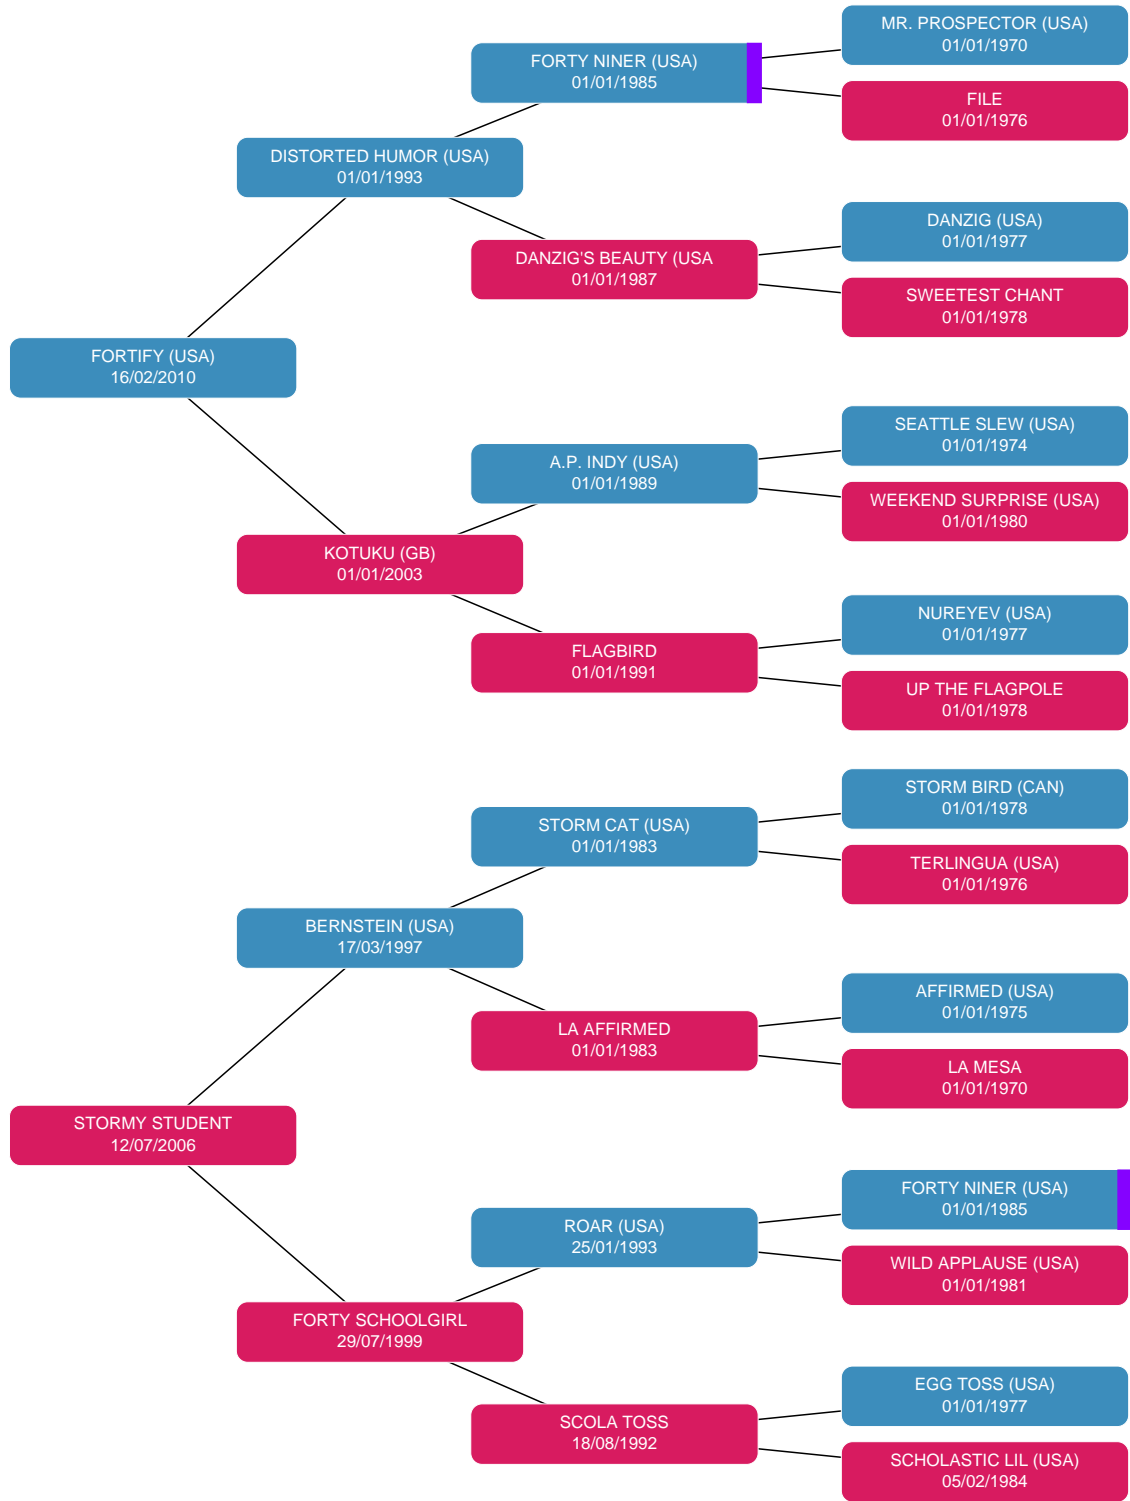 MR. PROSPECTOR (USA)
01/01/1970
FORTY NINER (USA)
01/01/1985
FILE
01/01/1976
DISTORTED HUMOR (USA)
01/01/1993
DANZIG (USA)
01/01/1977
DANZIG'S BEAUTY (USA
01/01/1987
SWEETEST CHANT
01/01/1978
FORTIFY (USA)
16/02/2010
SEATTLE SLEW (USA)
01/01/1974
A.P. INDY (USA)
01/01/1989
WEEKEND SURPRISE (USA)
01/01/1980
KOTUKU (GB)
01/01/2003
NUREYEV (USA)
01/01/1977
FLAGBIRD
01/01/1991
UP THE FLAGPOLE
01/01/1978
STORM BIRD (CAN)
01/01/1978
STORM CAT (USA)
01/01/1983
TERLINGUA (USA)
01/01/1976
BERNSTEIN (USA)
17/03/1997
AFFIRMED (USA)
01/01/1975
LA AFFIRMED
01/01/1983
LA MESA
01/01/1970
STORMY STUDENT
12/07/2006
FORTY NINER (USA)
01/01/1985
ROAR (USA)
25/01/1993
WILD APPLAUSE (USA)
01/01/1981
FORTY SCHOOLGIRL
29/07/1999
EGG TOSS (USA)
01/01/1977
SCOLA TOSS
18/08/1992
SCHOLASTIC LIL (USA)
05/02/1984